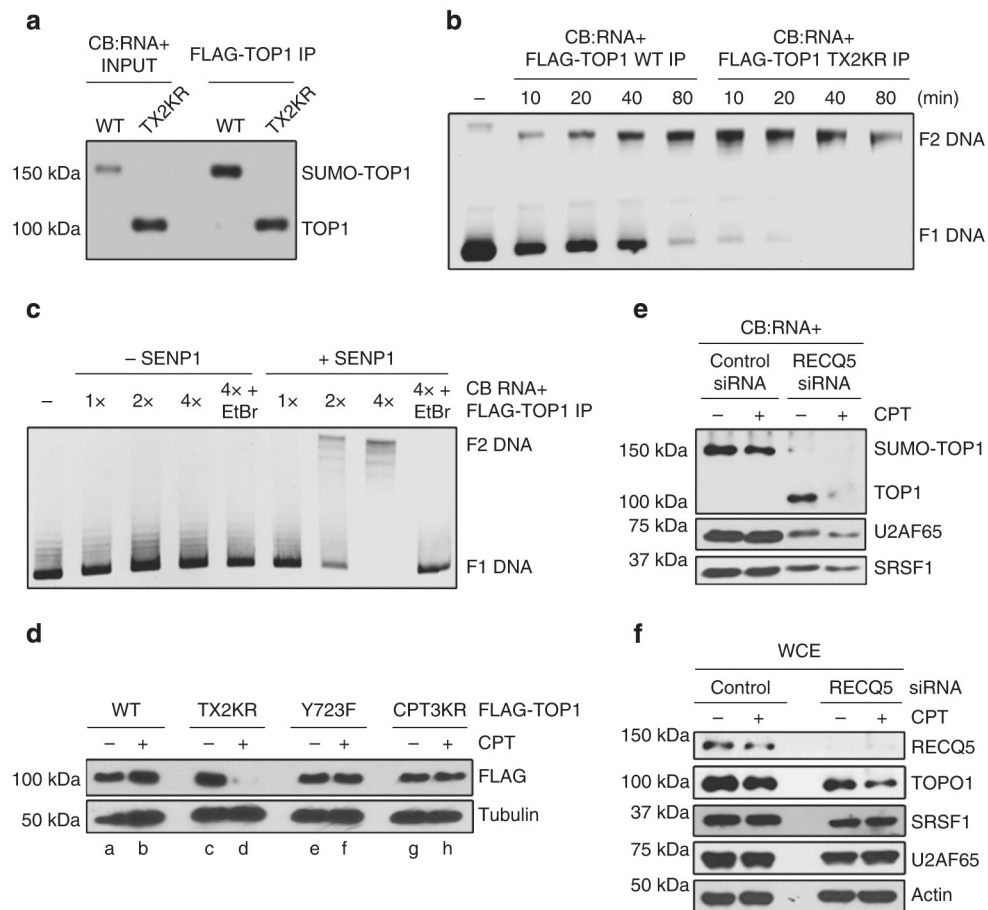 a
CB:RNA+
INPUT
FLAG-TOP1 IP
WT
TX2KR
WT
TX2KR
150 kDa
SUMO-TOP1
100 kDa
TOP1
b
CB:RNA+
FLAG-TOP1 WT IP
CB:RNA+
FLAG-TOP1 TX2KR IP
– 10 20 40 80 10 20 40 80 (min)
F2 DNA
F1 DNA
c
– SENP1
+ SENP1
– 1× 2× 4× 4× + EtBr 1× 2× 4× 4× + EtBr
CB RNA+
FLAG-TOP1 IP
F2 DNA
F1 DNA
d
WT TX2KR Y723F CPT3KR FLAG-TOP1
– + – + – + – + CPT
100 kDa
FLAG
50 kDa
Tubulin
a b c d e f g h
e
CB:RNA+
Control
siRNA
RECQ5
siRNA
– + – + CPT
150 kDa
SUMO-TOP1
100 kDa
TOP1
75 kDa
U2AF65
37 kDa
SRSF1
f
WCE
Control RECQ5 siRNA
– + – + CPT
150 kDa
RECQ5
100 kDa
TOPO1
37 kDa
SRSF1
75 kDa
U2AF65
50 kDa
Actin